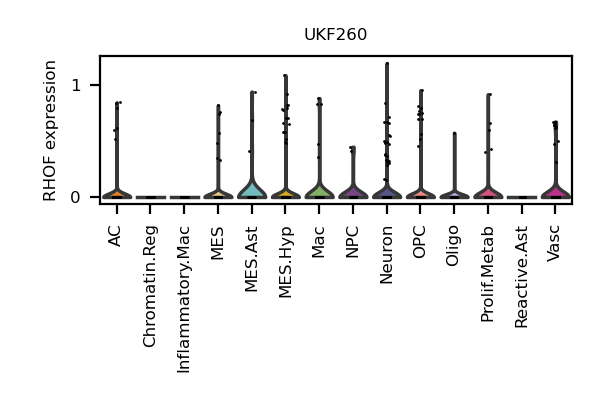 UKF260
RHOF expression
1
0
AC
Chromatin.Reg
Inflammatory.Mac
MES
MES.Ast
MES.Hyp
Mac
NPC
Neuron
OPC
Oligo
Prolif.Metab
Reactive.Ast
Vasc